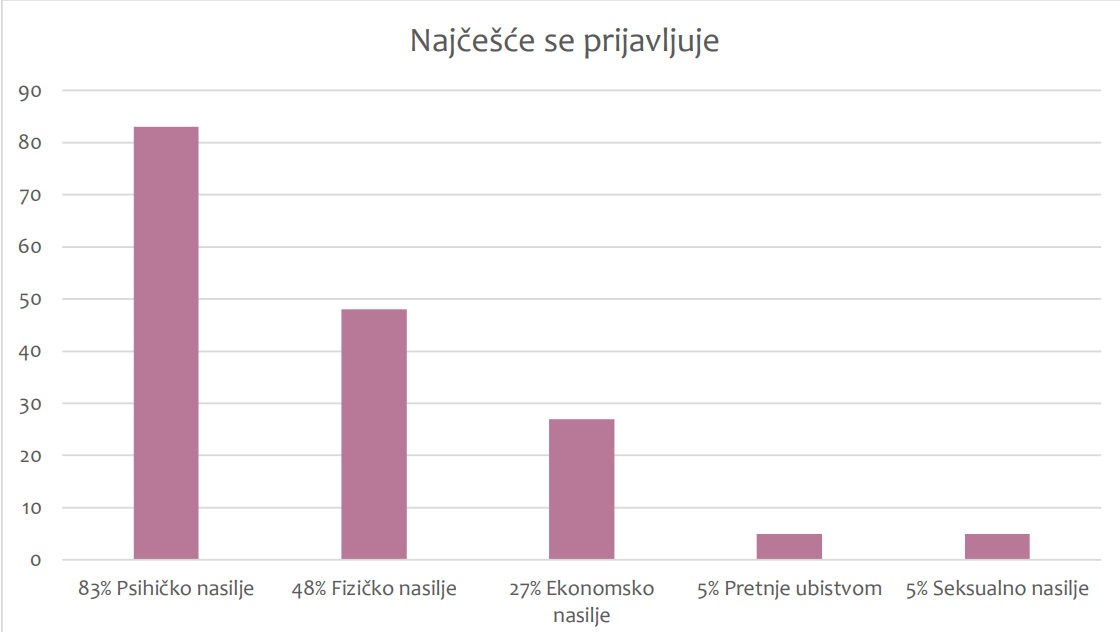 Najčešće se prijavljuje
90
80
70
60
50
40
30
20
10
0
83% Psihičko nasilje
48% Fizičko nasilje
27% Ekonomsko
nasilje
5% Pretnje ubistvom
5% Seksualno nasilje